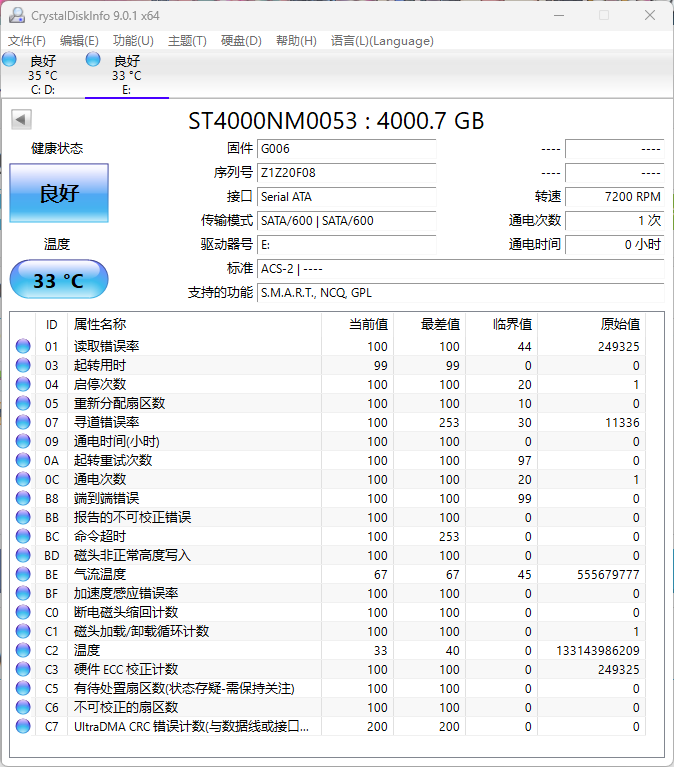 CrystalDiskInfo 9.0.1 x64
文件(F) 编辑(E) 功能(U) 主题(T) 硬盘(D) 帮助(H) 语言(L)(Language)
良好 良好
35 °C 33 °C
C: D: E:
ST4000NM0053 : 4000.7 GB
健康状态 固件 G006 ---- ----
良好 序列号 Z1Z20F08 ---- ----
接口 Serial ATA 转速 7200 RPM
传输模式 SATA/600 | SATA/600 通电次数 1 次
温度 驱动器号 E: 通电时间 0 小时
33 °C 标准 ACS-2 | ----
支持的功能 S.M.A.R.T., NCQ, GPL
ID 属性名称 当前值 最差值 临界值 原始值
01 读取错误率 100 100 44 249325
03 起转用时 99 99 0 0
04 启停次数 100 100 20 1
05 重新分配扇区数 100 100 10 0
07 寻道错误率 100 253 30 11336
09 通电时间(小时) 100 100 0 0
0A 起转重试次数 100 100 97 0
0C 通电次数 100 100 20 1
B8 端到端错误 100 100 99 0
BB 报告的不可校正错误 100 100 0 0
BC 命令超时 100 253 0 0
BD 磁头非正常高度写入 100 100 0 0
BE 气流温度 67 67 45 555679777
BF 加速度感应错误率 100 100 0 0
C0 断电磁头缩回计数 100 100 0 0
C1 磁头加载/卸载循环计数 100 100 0 1
C2 温度 33 40 0 133143986209
C3 硬件 ECC 校正计数 100 100 0 249325
C5 有待处置扇区数(状态存疑-需保持关注) 100 100 0 0
C6 不可校正的扇区数 100 100 0 0
C7 UltraDMA CRC 错误计数(与数据线或接口... 200 200 0 0